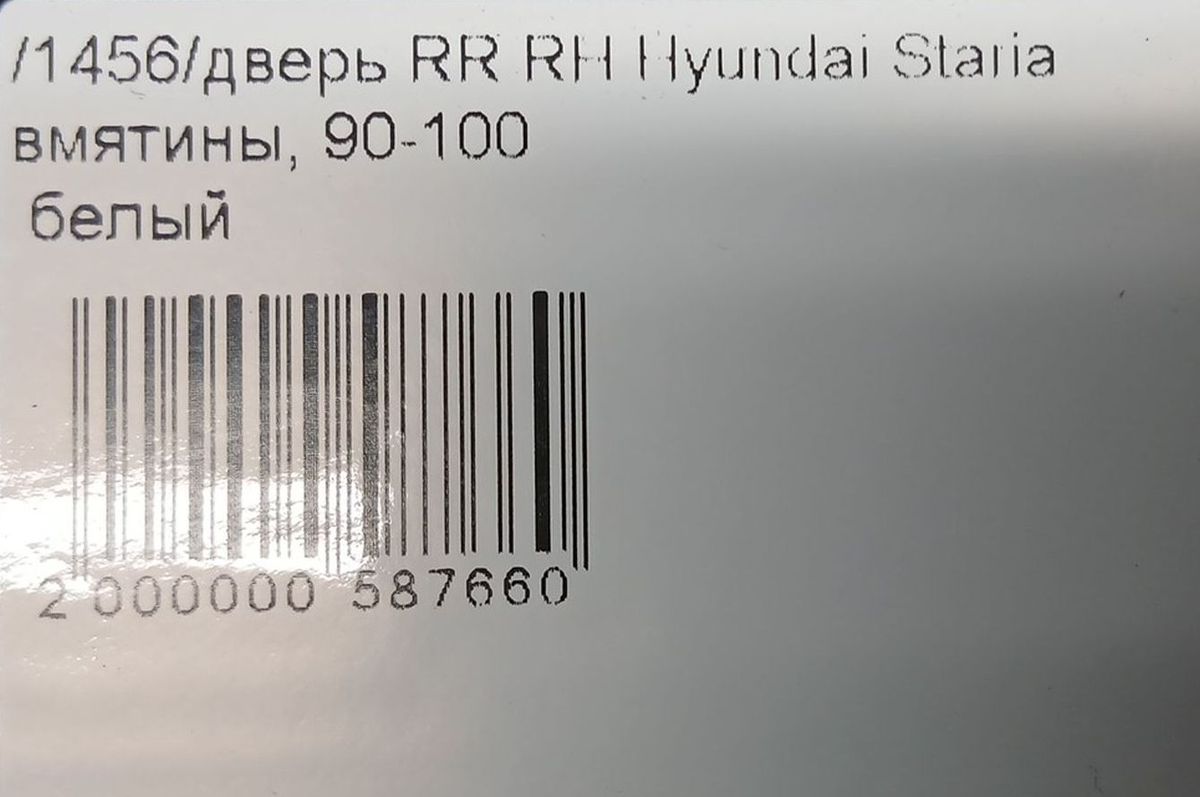 /1456/дверь RR RH Hyundai Staria
вмятины, 90-100
белый
2 000000 587660